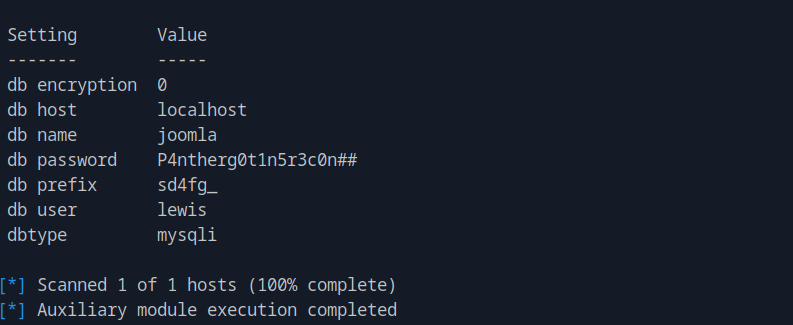 Setting        Value
-------        -----
db encryption  0
db host        localhost
db name        joomla
db password    P4ntherg0t1n5r3c0n##
db prefix      sd4fg_
db user        lewis
dbtype         mysqli
[*] Scanned 1 of 1 hosts (100% complete)
[*] Auxiliary module execution completed